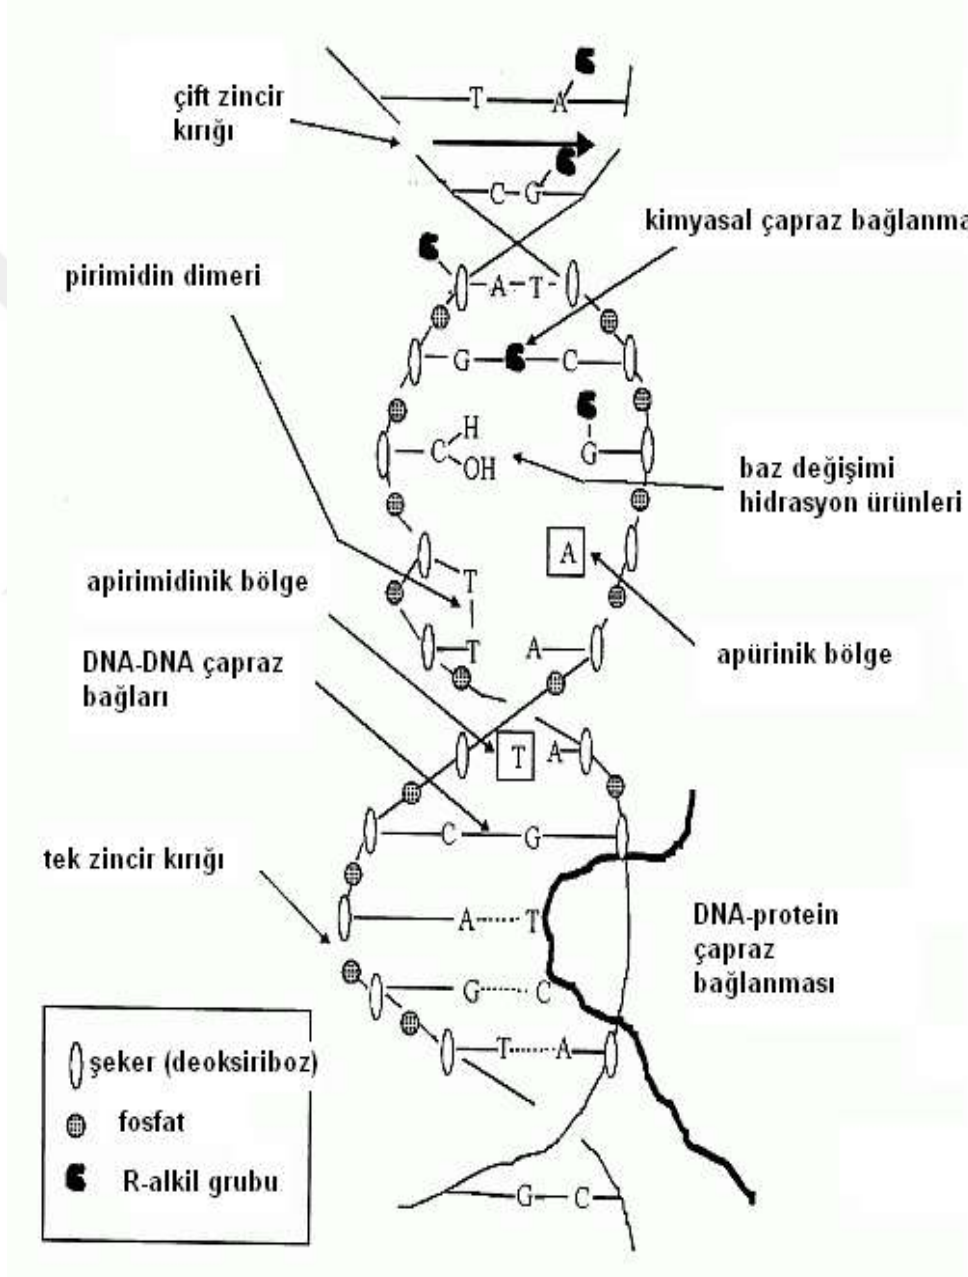 T A
çift zincir
kırığı
C G
kimyasal çapraz bağlanma
pirimidin dimeri
A T
G C
H
C
OH
G
baz değişimi
hidrasyon ürünleri
A
T
apirimidinik bölge
T A
apürinik bölge
DNA-DNA çapraz
bağları
T A
C G
tek zincir kırığı
A T
DNA-protein
çapraz
bağlanması
G C
T A
şeker (deoksiriboz)
fosfat
R-alkil grubu
G C